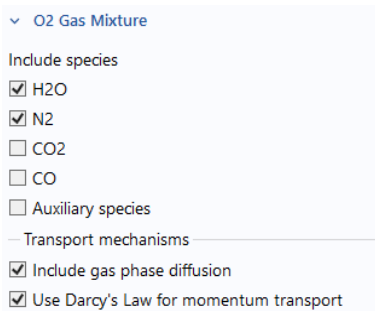 O2 Gas Mixture
Include species
H2O
N2
CO2
CO
Auxiliary species
Transport mechanisms
Include gas phase diffusion
Use Darcy's Law for momentum transport